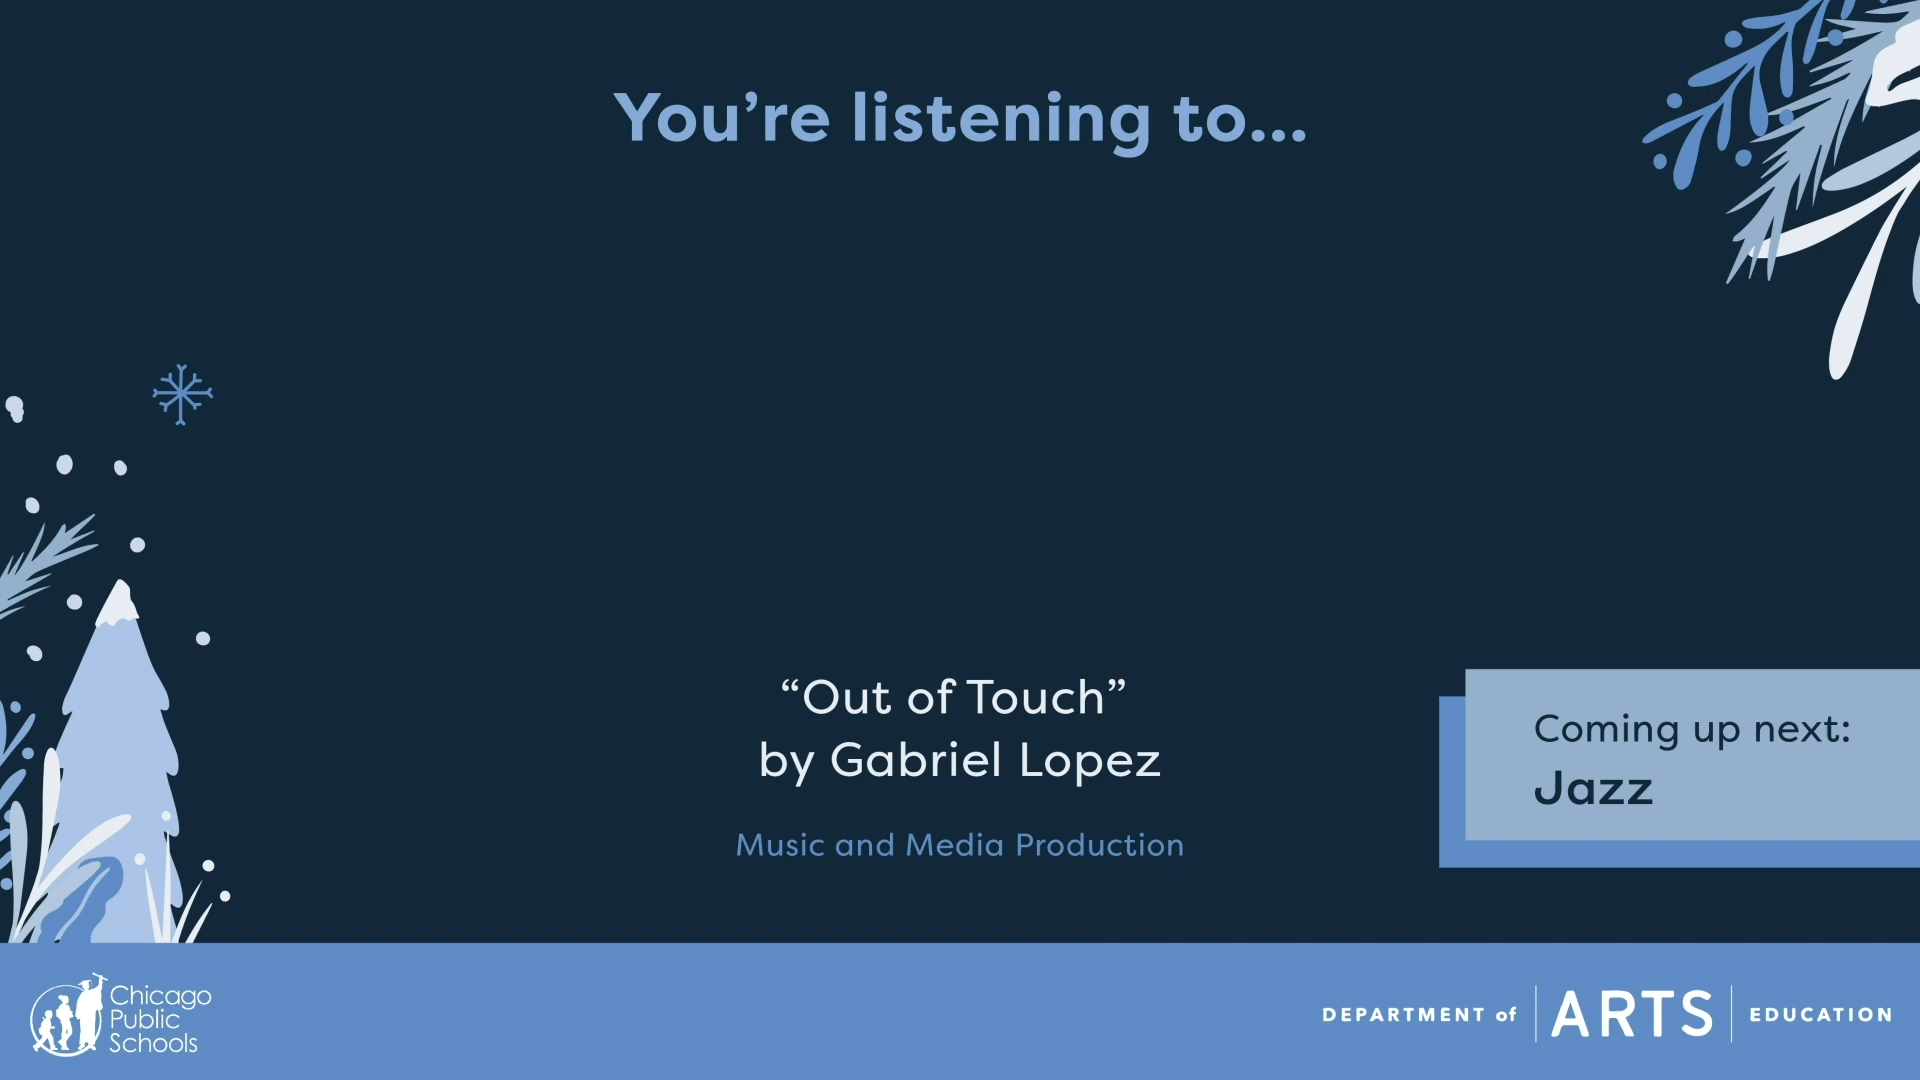 You’re listening to...
“Out of Touch”
by Gabriel Lopez
Music and Media Production
Coming up next:
Jazz
Chicago
Public
Schools
DEPARTMENT of ARTS EDUCATION